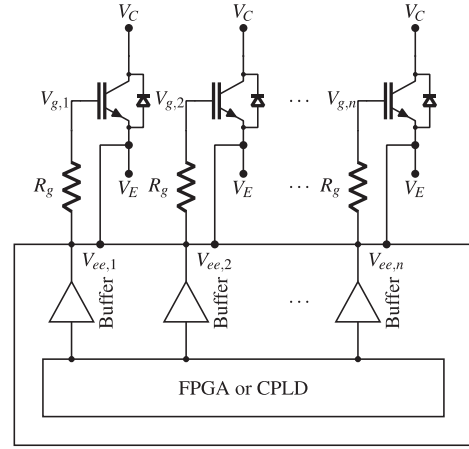 V_C V_C V_C
V_{g,1} V_{g,2} ... V_{g,n}
R_g V_E R_g V_E ... R_g V_E
V_{ee,1} V_{ee,2} V_{ee,n}
Buffer Buffer ... Buffer
FPGA or CPLD